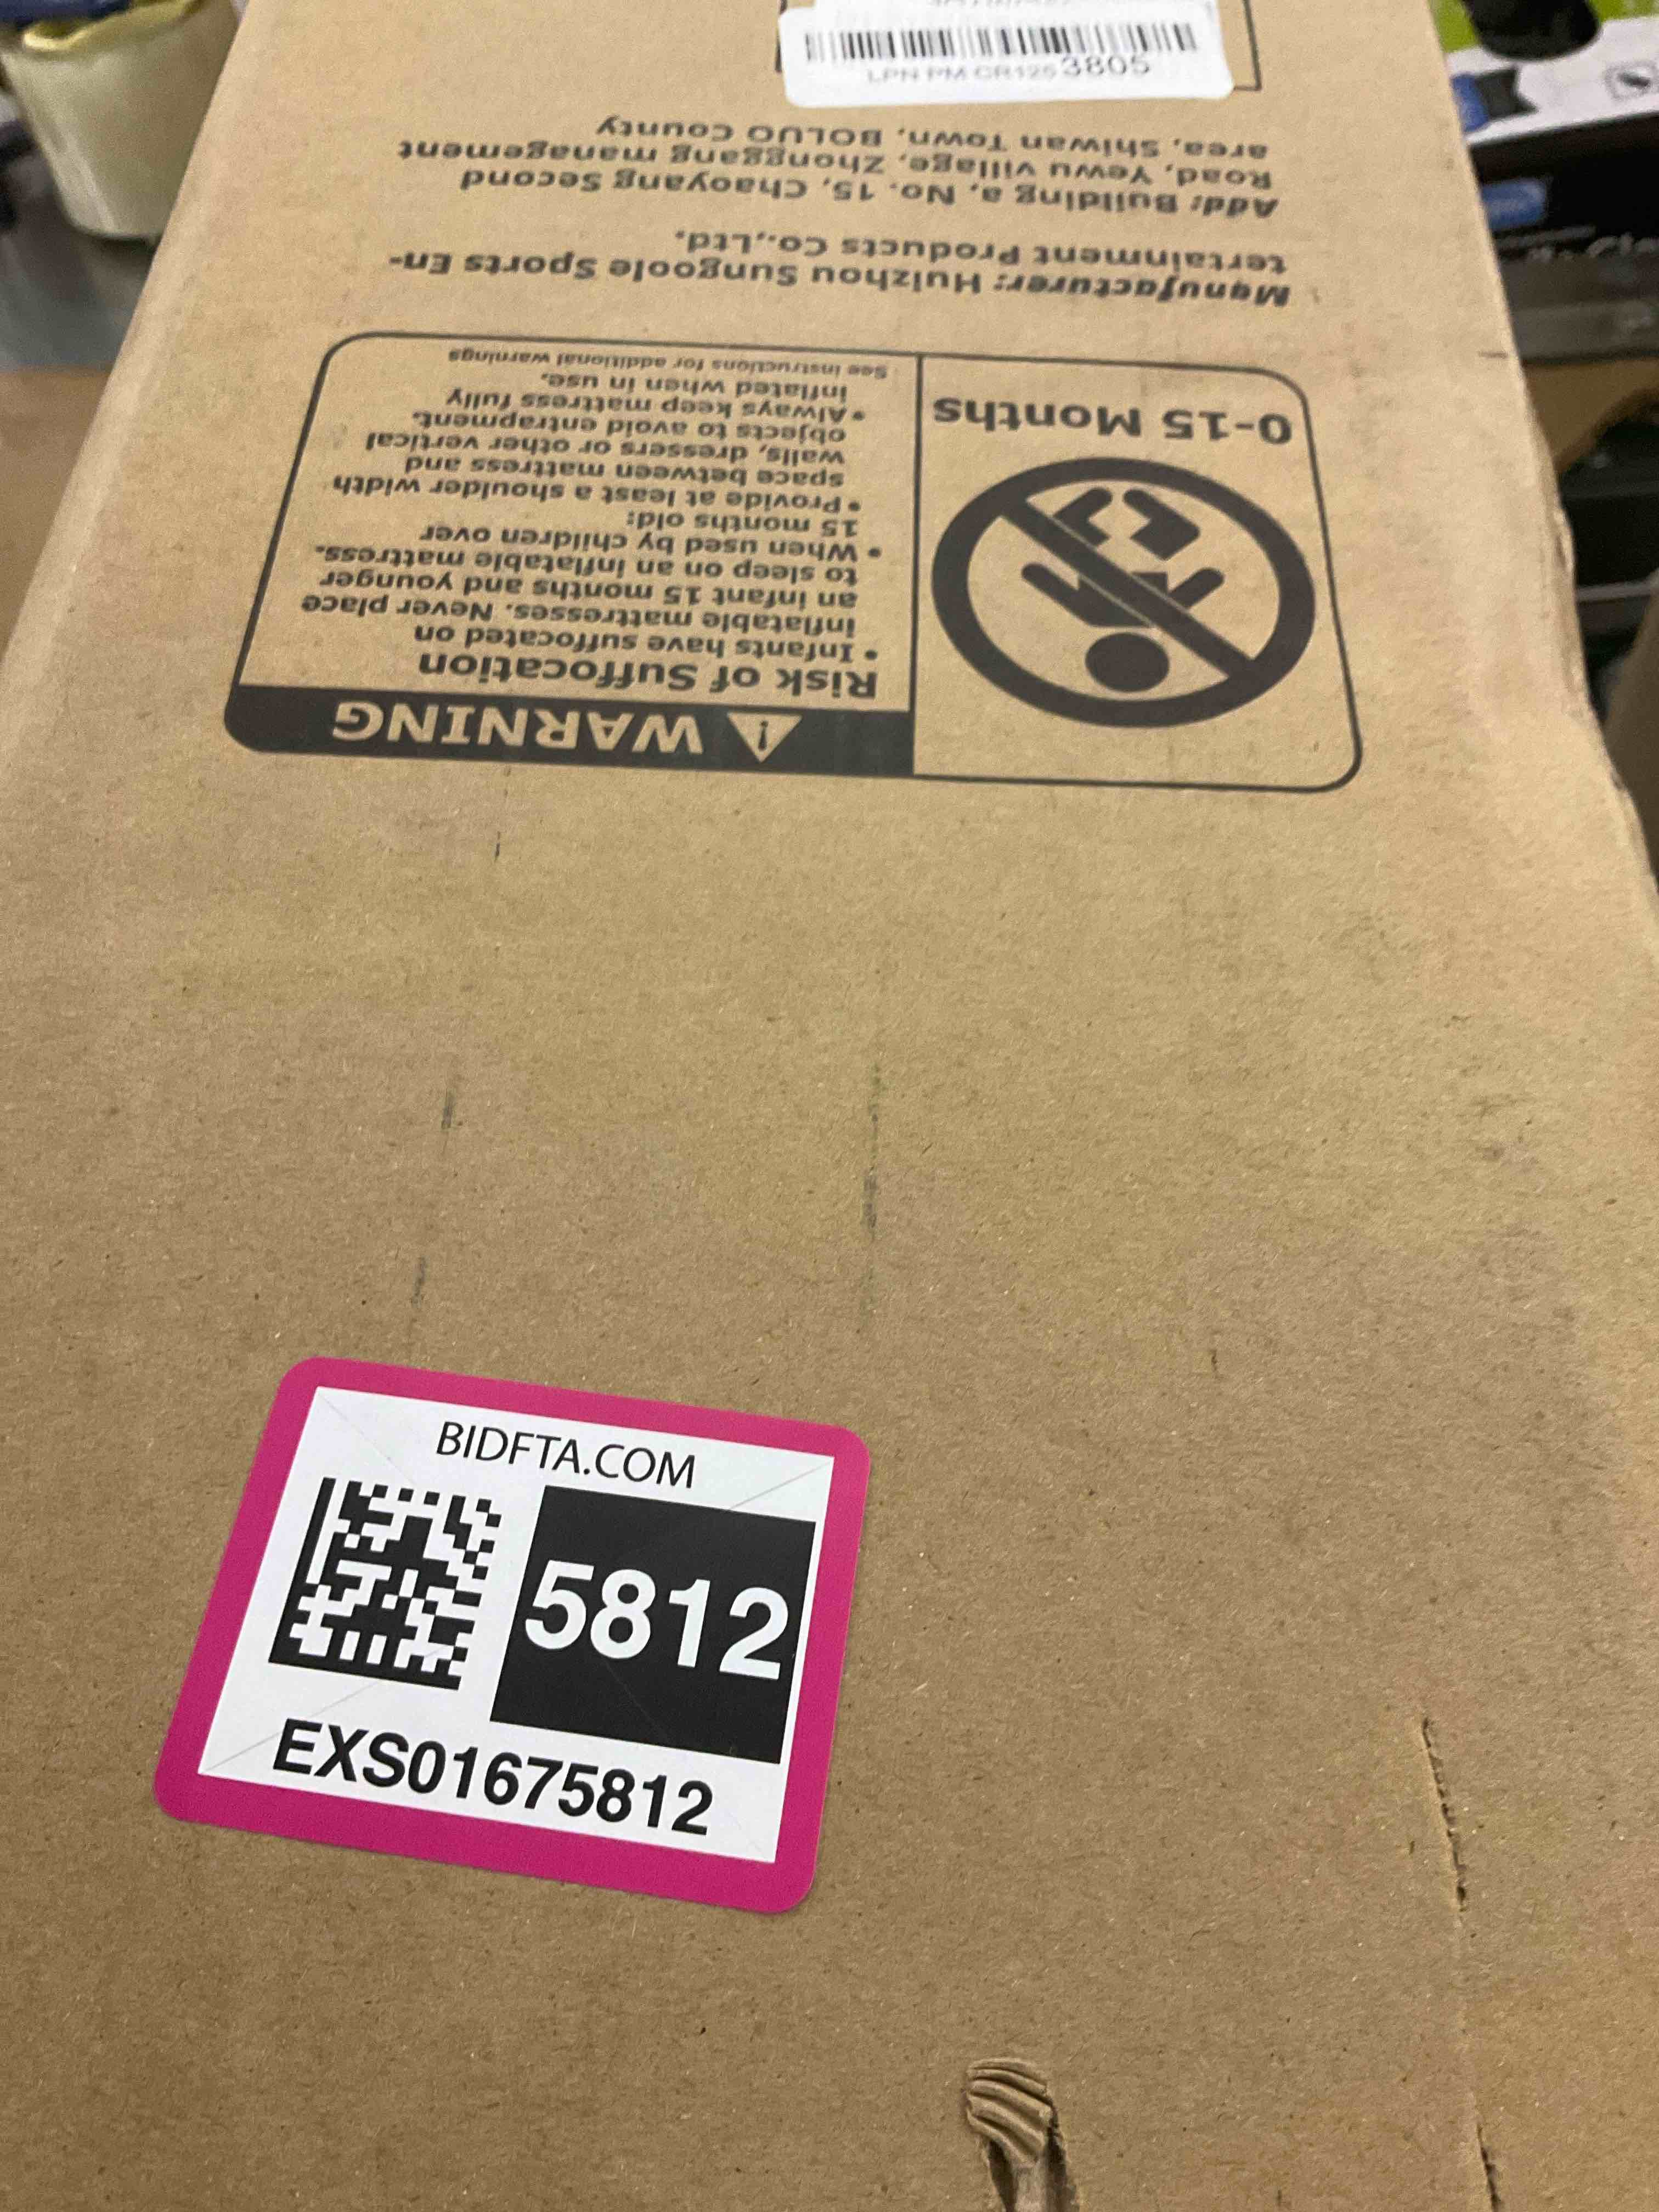 LPN PM CR125 3805
Manufacturer: Huizhou Sungoole Sports En-
tertainment Products Co.,Ltd.
Add: Building a, No. 15, Chaoyang Second
Road, Yewu village, Zhonggang management
area, Shiwan Town, BOLUO County
WARNING
Risk of Suffocation
• Infants have suffocated on
inflatable mattresses. Never place
an infant 15 months and younger
to sleep on an inflatable mattress.
• When used by children over
15 months old:
• Provide at least a shoulder width
space between mattress and
walls, dressers or other vertical
objects to avoid entrapment.
• Always keep mattress fully
inflated when in use.
See instructions for additional warnings
0-15 Months
BIDFTA.COM
5812
EXS01675812